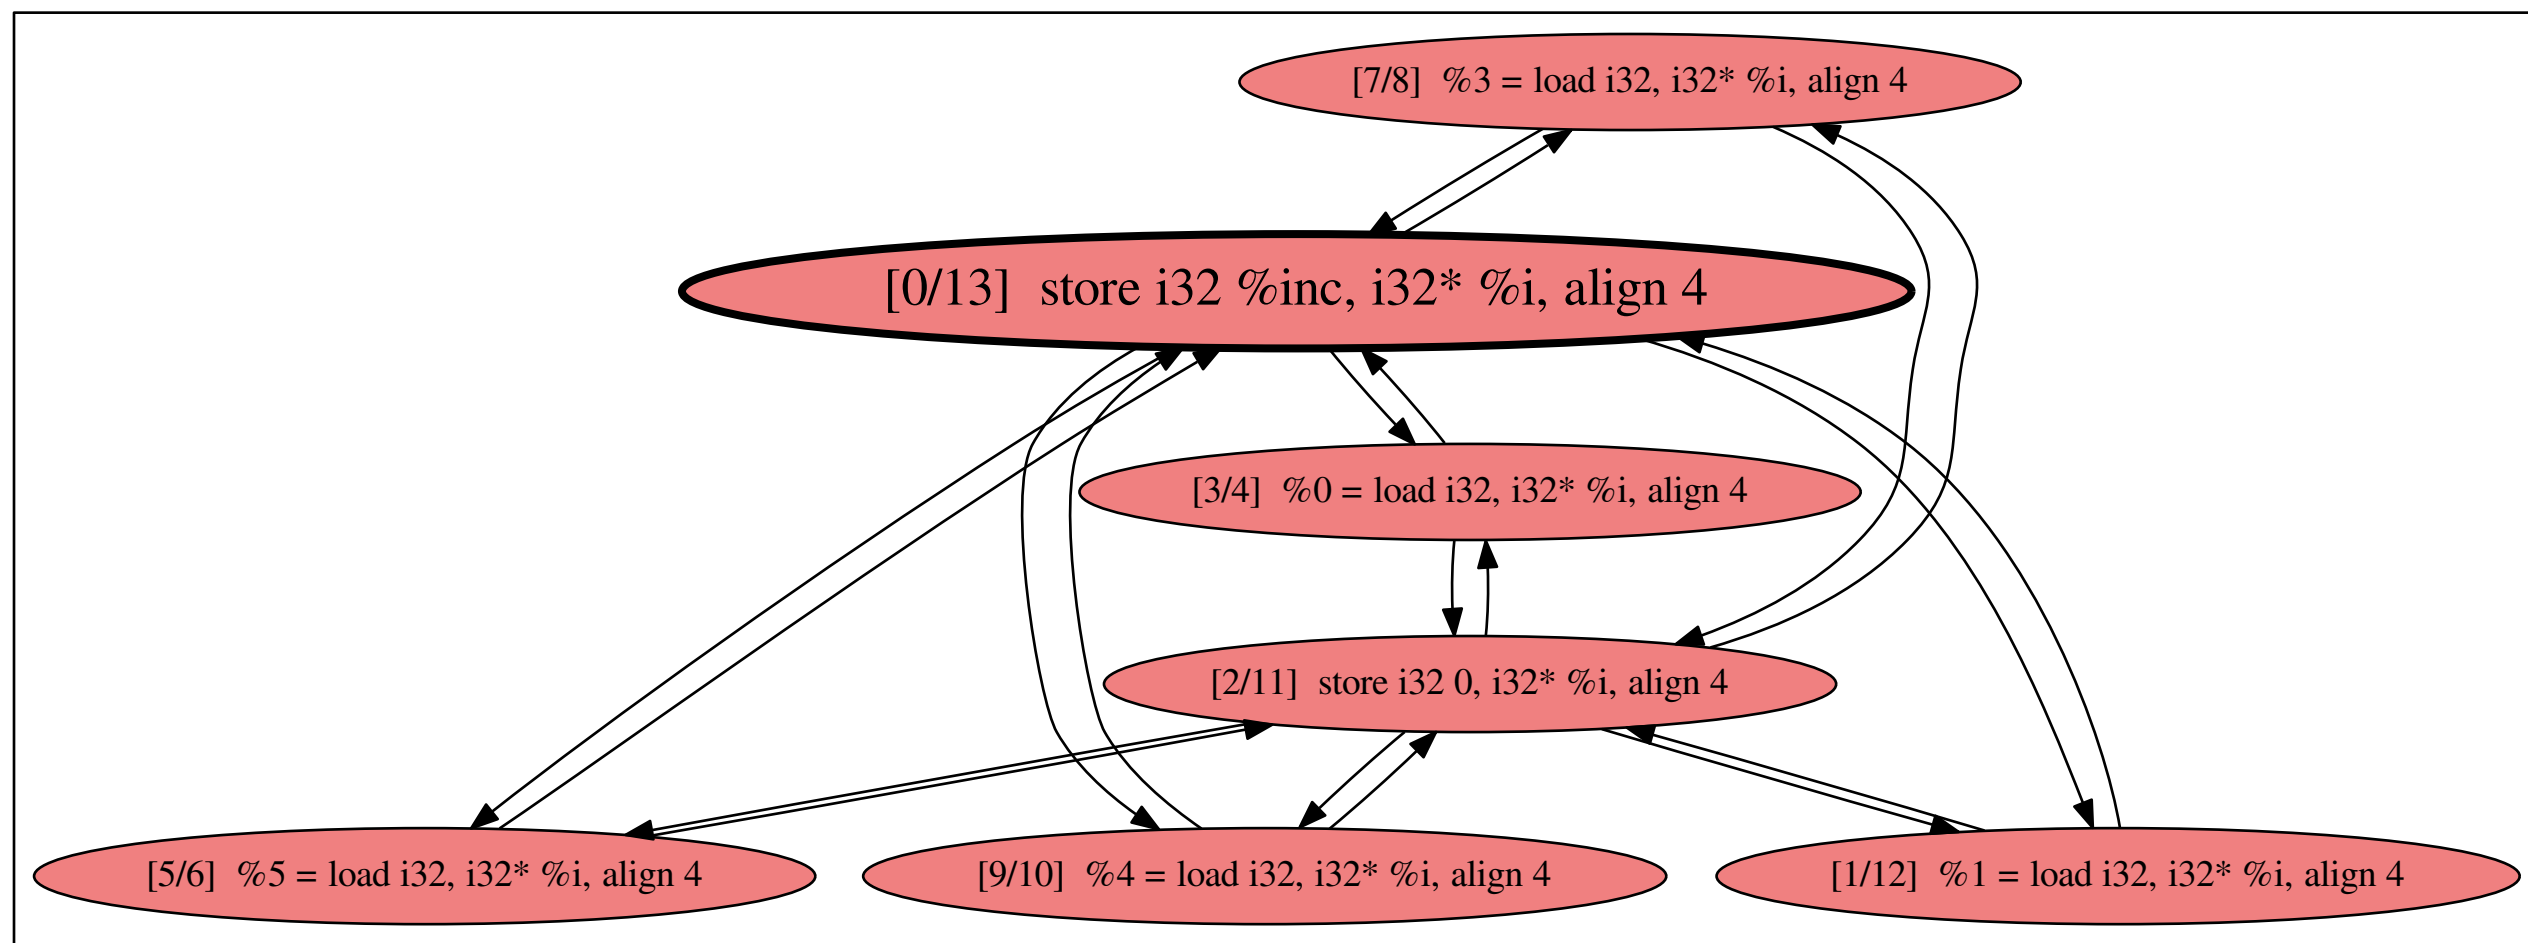 [7/8] %3 = load i32, i32* %i, align 4
[0/13] store i32 %inc, i32* %i, align 4
[3/4] %0 = load i32, i32* %i, align 4
[2/11] store i32 0, i32* %i, align 4
[5/6] %5 = load i32, i32* %i, align 4
[9/10] %4 = load i32, i32* %i, align 4
[1/12] %1 = load i32, i32* %i, align 4